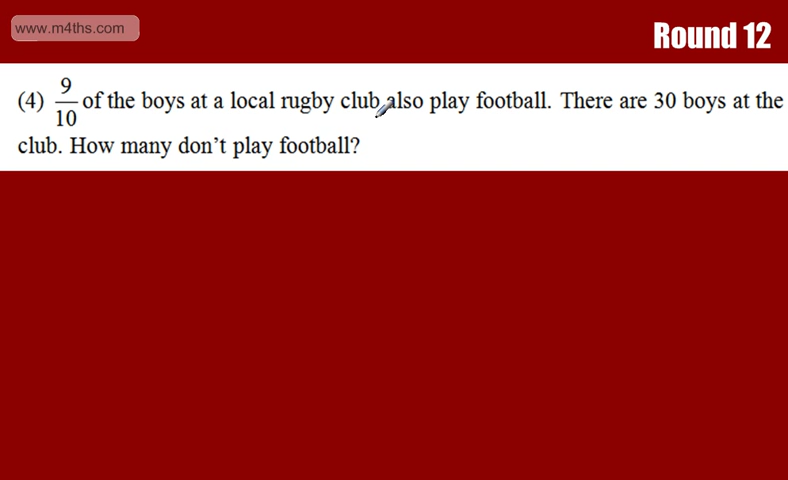 www.m4ths.com
Round 12
(4) 9/10 of the boys at a local rugby club also play football. There are 30 boys at the
club. How many don't play football?